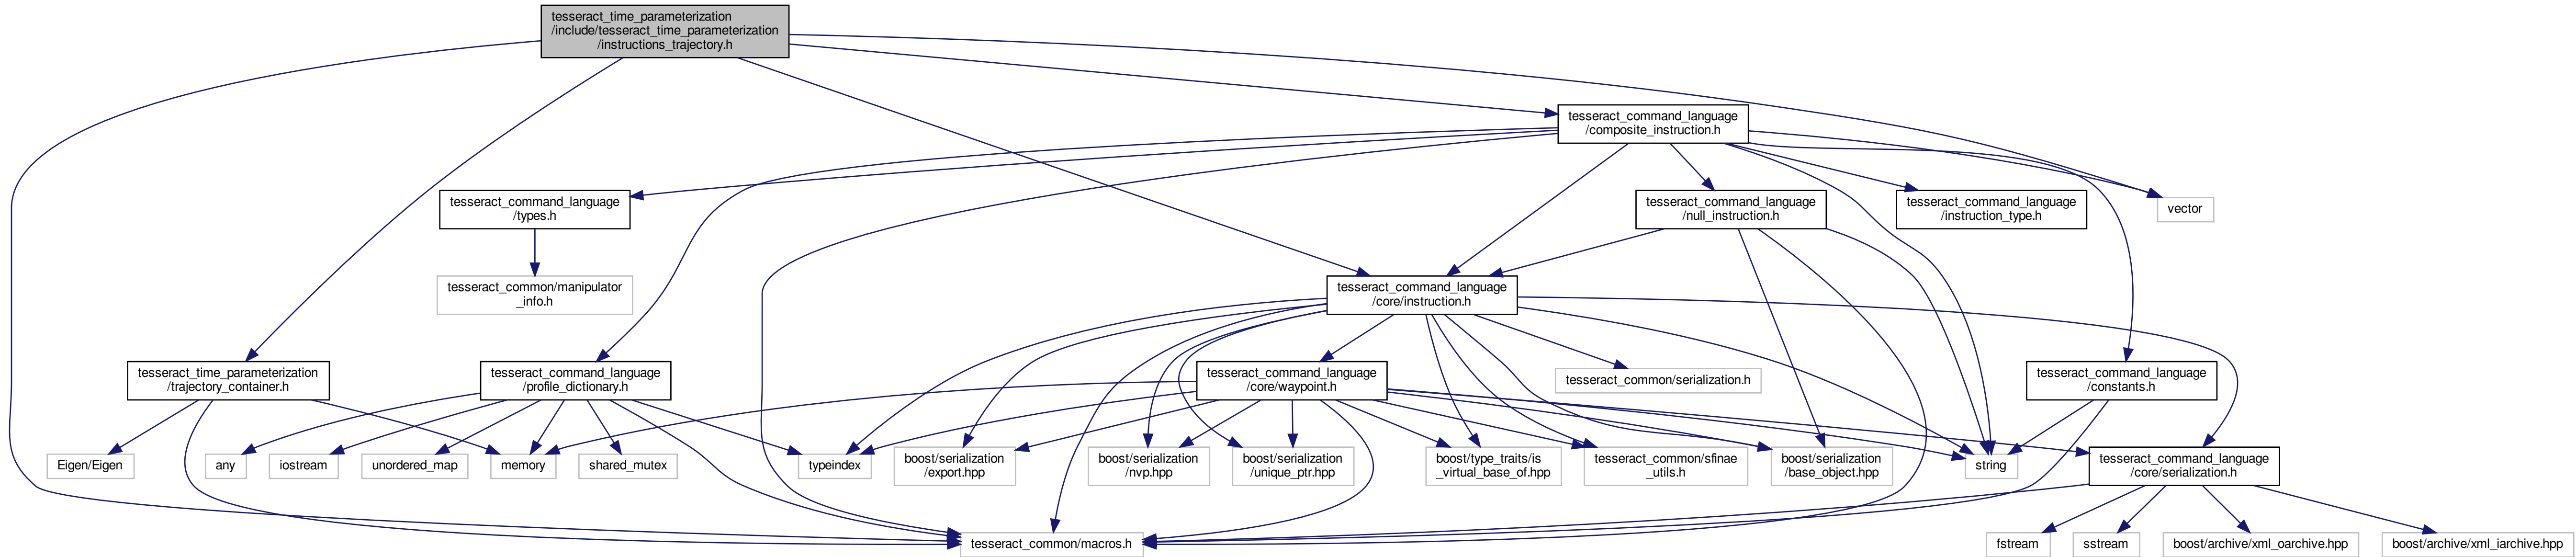 tesseract_time_parameterization
/include/tesseract_time_parameterization
/instructions_trajectory.h
tesseract_command_language
/composite_instruction.h
tesseract_command_language
/types.h
tesseract_command_language
/null_instruction.h
tesseract_command_language
/instruction_type.h
vector
tesseract_common/manipulator
_info.h
tesseract_command_language
/core/instruction.h
tesseract_time_parameterization
/trajectory_container.h
tesseract_command_language
/profile_dictionary.h
tesseract_command_language
/core/waypoint.h
tesseract_common/serialization.h
tesseract_command_language
/constants.h
Eigen/Eigen
any
iostream
unordered_map
memory
shared_mutex
typeindex
boost/serialization
/export.hpp
boost/serialization
/nvp.hpp
boost/serialization
/unique_ptr.hpp
boost/type_traits/is
_virtual_base_of.hpp
tesseract_common/sfinae
_utils.h
boost/serialization
/base_object.hpp
string
tesseract_command_language
/core/serialization.h
tesseract_common/macros.h
fstream
sstream
boost/archive/xml_oarchive.hpp
boost/archive/xml_iarchive.hpp